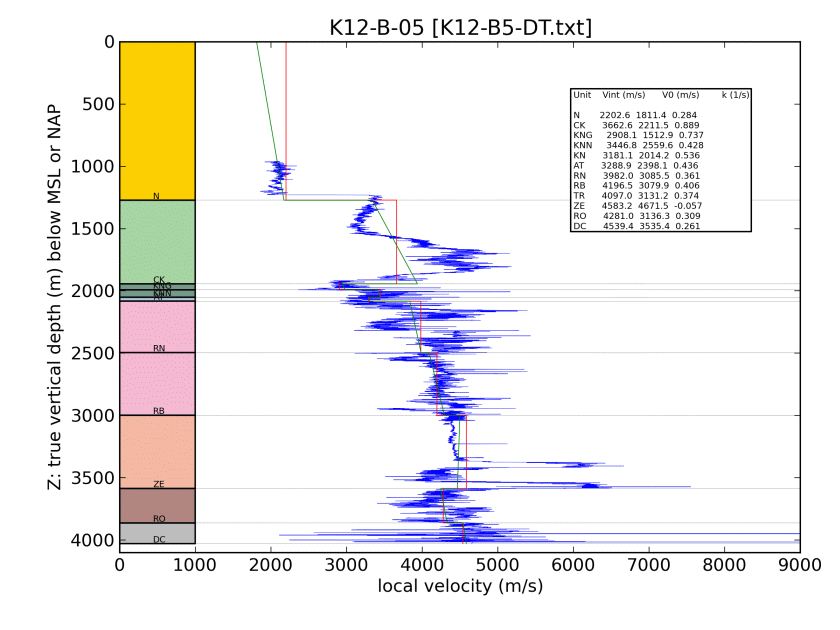 K12-B-05 [K12-B5-DT.txt]
Unit Vint (m/s) V0 (m/s) k (1/s)
N 2202.6 1811.4 0.284
CK 3662.6 2211.5 0.889
KNG 2908.1 1512.9 0.737
KNN 3446.8 2559.6 0.428
KN 3181.1 2014.2 0.536
AT 3288.9 2398.1 0.436
RN 3982.0 3085.5 0.361
RB 4196.5 3079.9 0.406
TR 4097.0 3131.2 0.374
ZE 4583.2 4671.5 -0.057
RO 4281.0 3136.3 0.309
DC 4539.4 3535.4 0.261
Z: true vertical depth (m) below MSL or NAP
0
500
1000
1500
2000
2500
3000
3500
4000
N
CK
KNG
KNN
RN
RB
ZE
RO
DC
0 1000 2000 3000 4000 5000 6000 7000 8000 9000
local velocity (m/s)